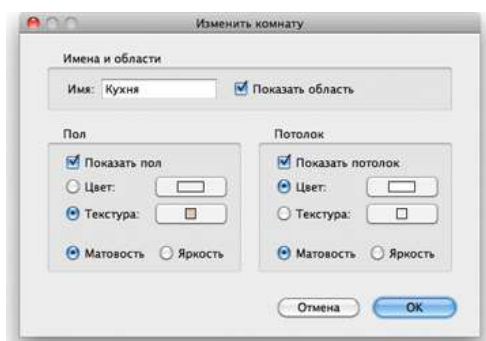 Изменить комнату
Имена и области
Имя: Кухня Показать область
Пол Потолок
Показать пол Показать потолок
Цвет: Цвет:
Текстура: Текстура:
Матовость Яркость Матовость Яркость
Отмена OK